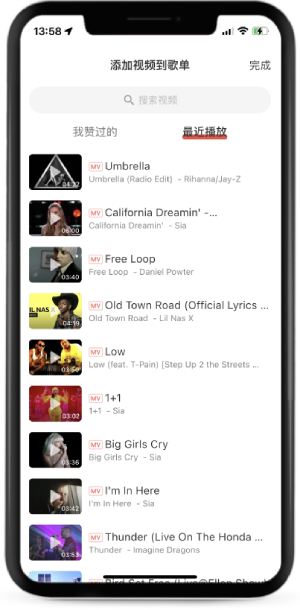 13:58
添加视频到歌单
完成
搜索视频
我赞过的
最近播放
04:37
MV Umbrella
Umbrella (Radio Edit) - Rihanna/Jay-Z
06:00
MV California Dreamin' -...
California Dreamin' - Sia
03:40
MV Free Loop
Free Loop - Daniel Powter
LIL NAS X
04:19
MV Old Town Road (Official Lyrics ...
Old Town Road - Lil Nas X
03:50
MV Low
Low (feat. T-Pain) [Step Up 2 the Streets ...
03:02
MV 1+1
1+1 - Sia
03:36
MV Big Girls Cry
Big Girls Cry - Sia
03:42
MV I'm In Here
I'm In Here - Sia
03:53
MV Thunder (Live On The Honda ...
Thunder - Imagine Dragons
MV Bird Set Free (Live@Ellen Show)